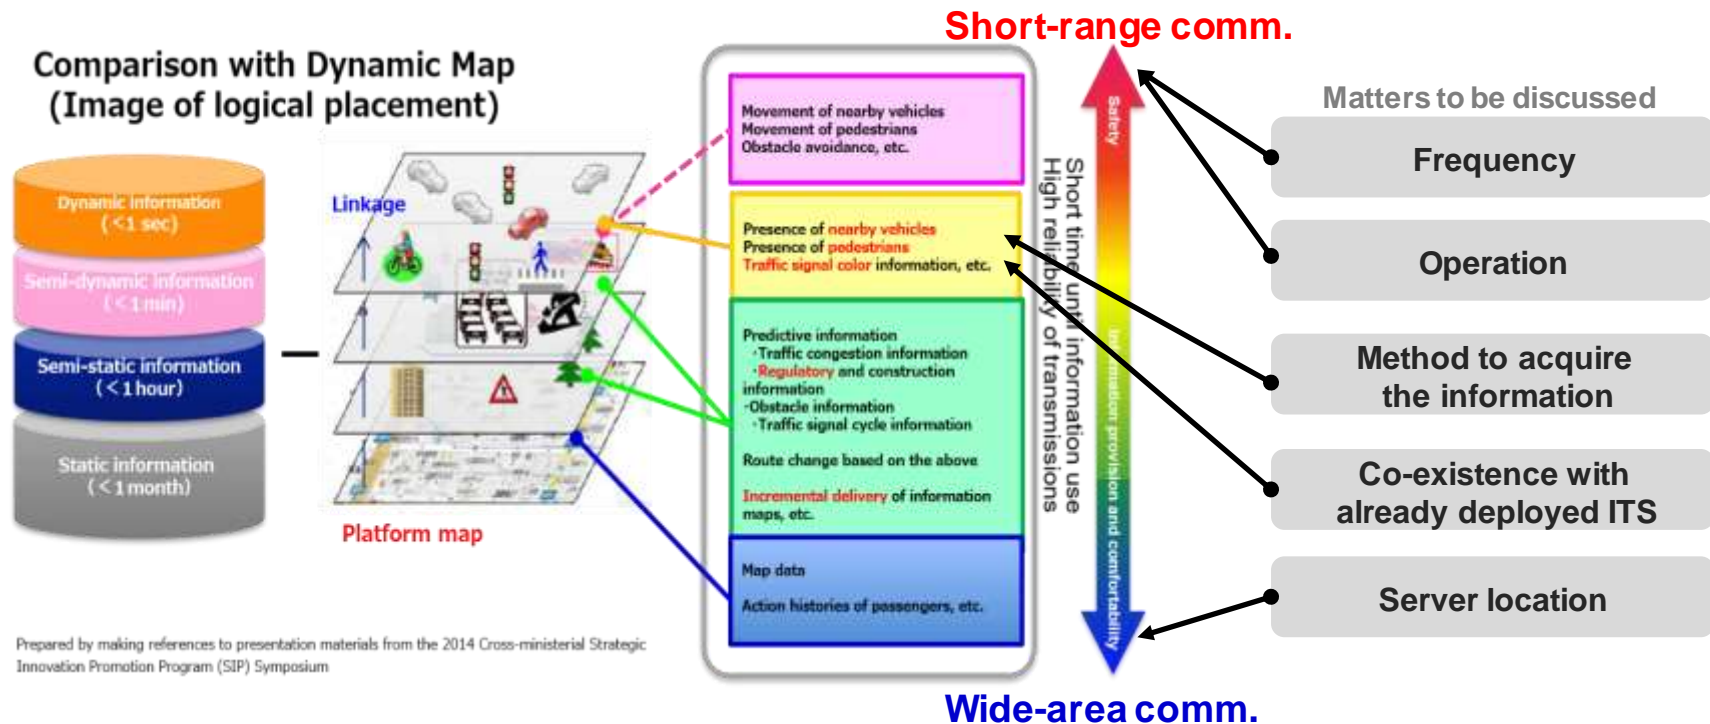 Short-range comm.
Comparison with Dynamic Map
(Image of logical placement)
Dynamic information
(<1 sec)
Semi-dynamic information
(<1 min)
Semi-static information
(<1 hour)
Static information
(<1 month)
Linkage
Platform map
Movement of nearby vehicles
Movement of pedestrians
Obstacle avoidance, etc.
Presence of nearby vehicles
Presence of pedestrians
Traffic signal color information, etc.
Predictive information
・Traffic congestion information
・Regulatory and construction
information
・Obstacle information
・Traffic signal cycle information
Route change based on the above
Incremental delivery of information
maps, etc.
Map data
Action histories of passengers, etc.
Short time until information use
High reliability of transmissions
Safety
Information provision and comfortability
Matters to be discussed
Frequency
Operation
Method to acquire
the information
Co-existence with
already deployed ITS
Server location
Prepared by making references to presentation materials from the 2014 Cross-ministerial Strategic
Innovation Promotion Program (SIP) Symposium
Wide-area comm.